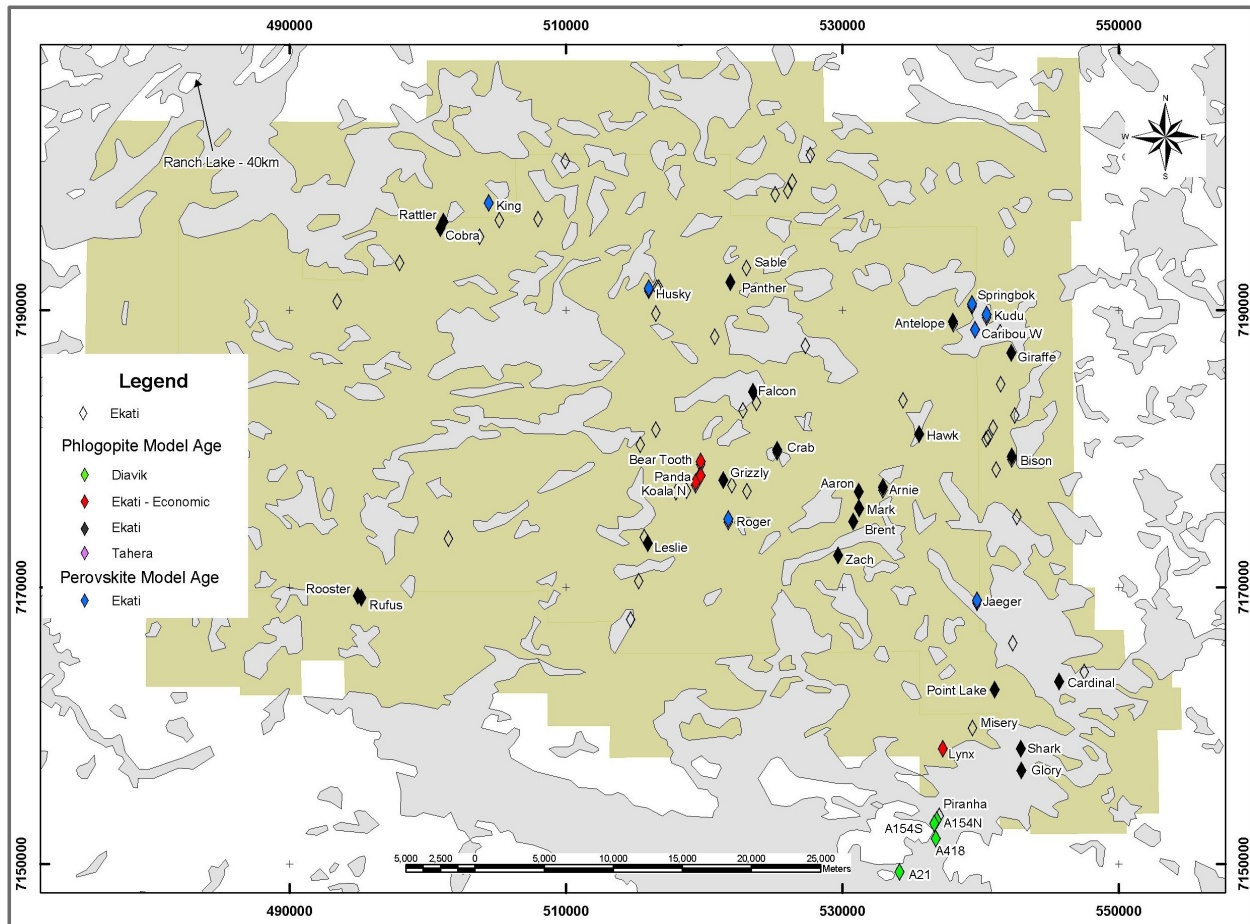 490000
510000
530000
550000
N
W
E
S
Ranch Lake - 40km
King
Rattler
Cobra
Sable
Panther
Husky
7190000
Springbok
Kudu
Antelope
Caribou W
Giraffe
7190000
Legend
Ekati
Phlogopite Model Age
Diavik
Ekati - Economic
Ekati
Tahera
Perovskite Model Age
Ekati
Falcon
Hawk
Crab
Bear Tooth
Bison
Panda
Grizzly
Koala N
Aaron
Arnie
Mark
Roger
Brent
Leslie
Zach
7170000
Rooster
Rufus
Jaeger
7170000
Cardinal
Point Lake
Misery
Lynx
Shark
Glory
Piranha
A154S
A154N
A418
7150000
5,000 2,500 0 5,000 10,000 15,000 20,000 25,000
Meters
A21
7150000
490000
510000
530000
550000